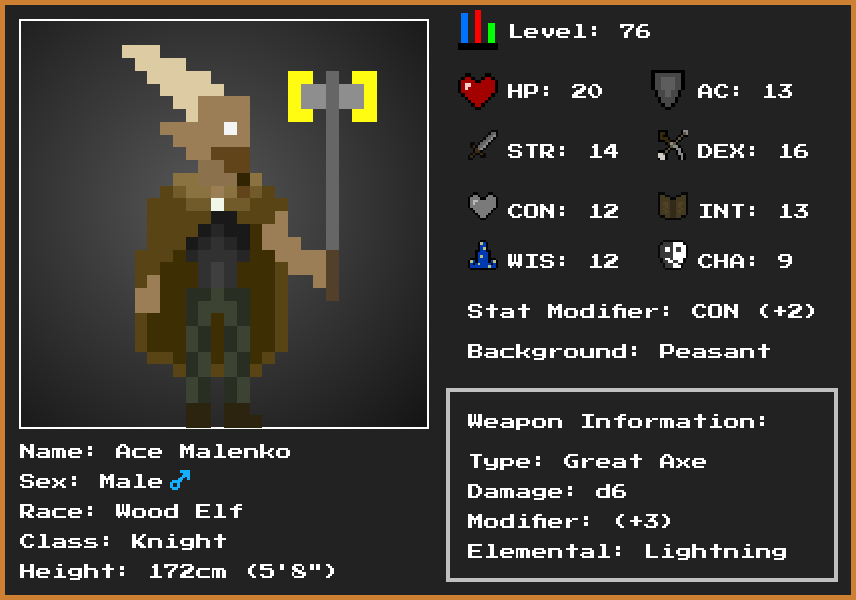 Level: 76
HP: 20 AC: 13
STR: 14 DEX: 16
CON: 12 INT: 13
WIS: 12 CHA: 9
Stat Modifier: CON (+2)
Background: Peasant
Weapon Information:
Type: Great Axe
Damage: d6
Modifier: (+3)
Elemental: Lightning
Name: Ace Malenko
Sex: Male ♂
Race: Wood Elf
Class: Knight
Height: 172cm (5'8")